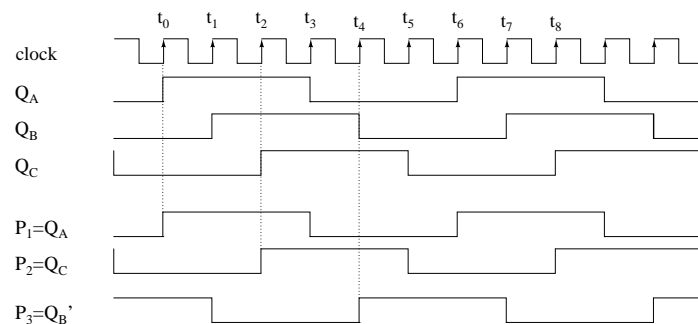 t0 t1 t2 t3 t4 t5 t6 t7 t8
clock
QA
QB
QC
P1=QA
P2=QC
P3=QB’